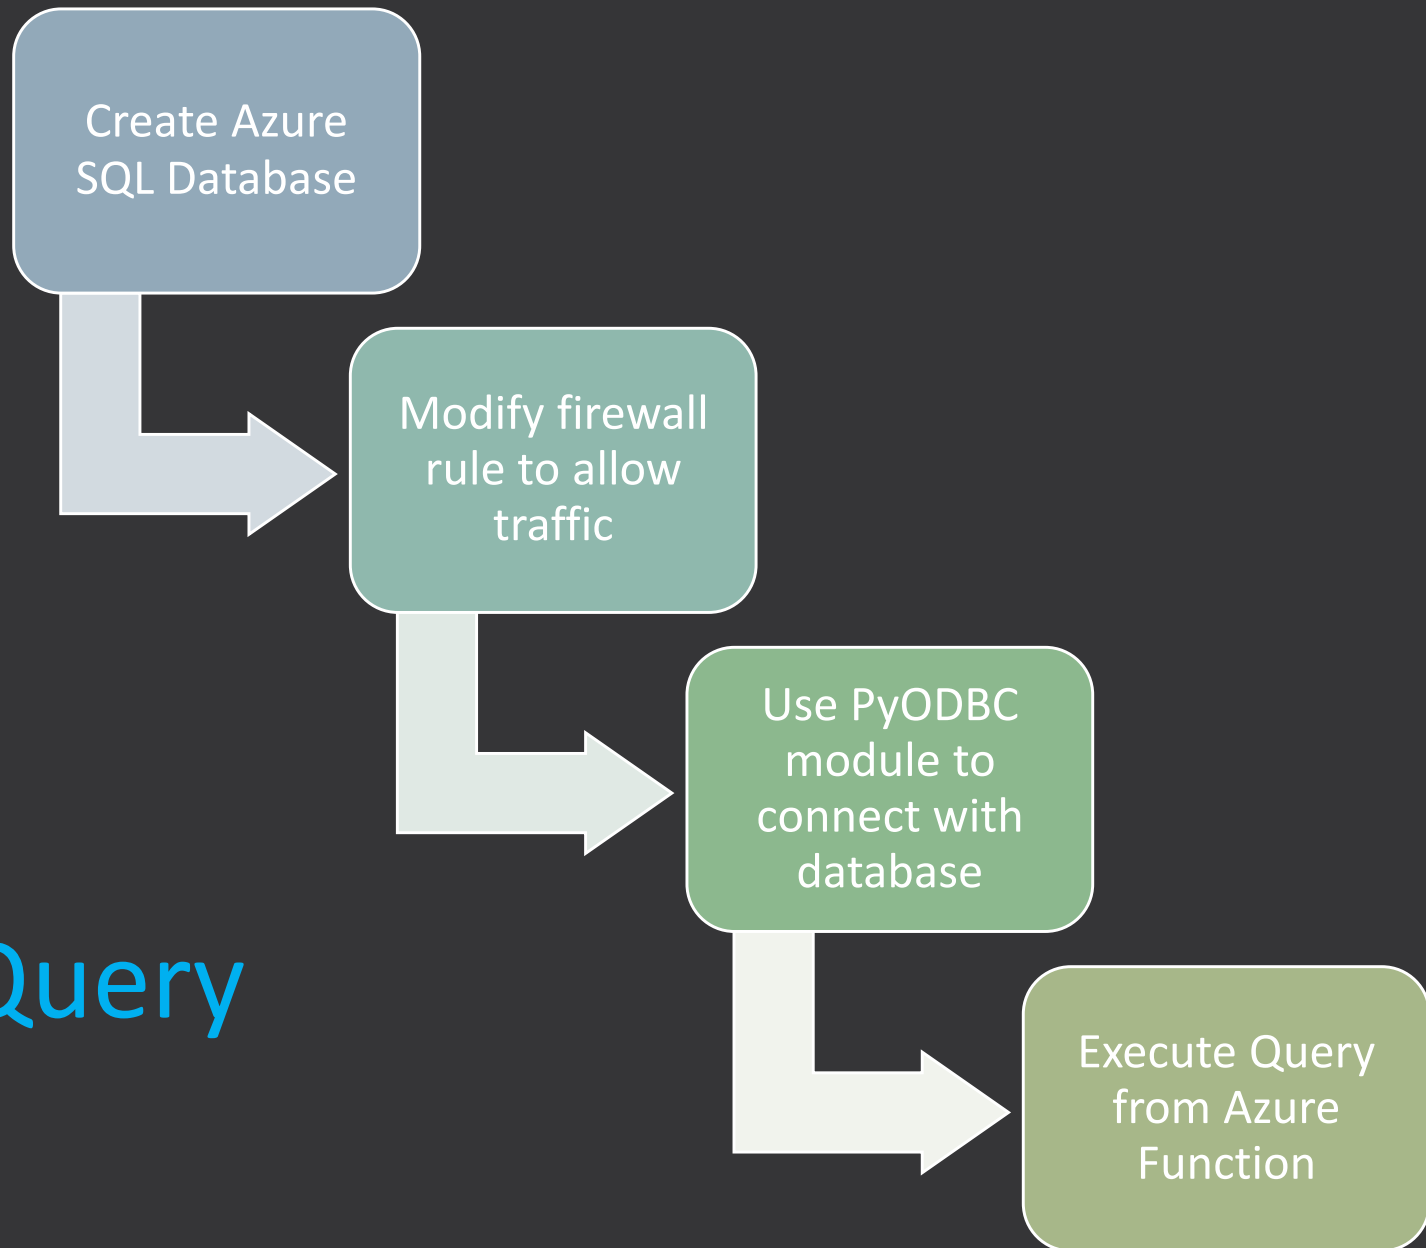 Create Azure
SQL Database
Modify firewall
rule to allow
traffic
Use PyODBC
module to
connect with
database
Query
Execute Query
from Azure
Function